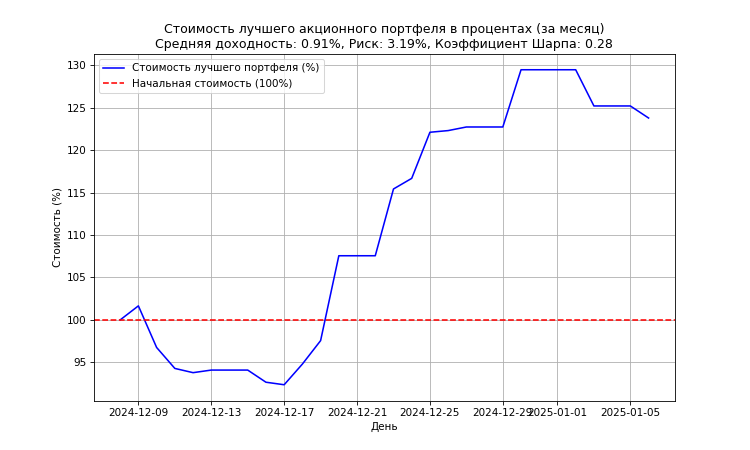 Стоимость лучшего акционного портфеля в процентах (за месяц)
Средняя доходность: 0.91%, Риск: 3.19%, Коэффициент Шарпа: 0.28
Стоимость лучшего портфеля (%)
Начальная стоимость (100%)
Стоимость (%)
130
125
120
115
110
105
100
95
2024-12-09 2024-12-13 2024-12-17 2024-12-21 2024-12-25 2024-12-29 2025-01-01 2025-01-05
День